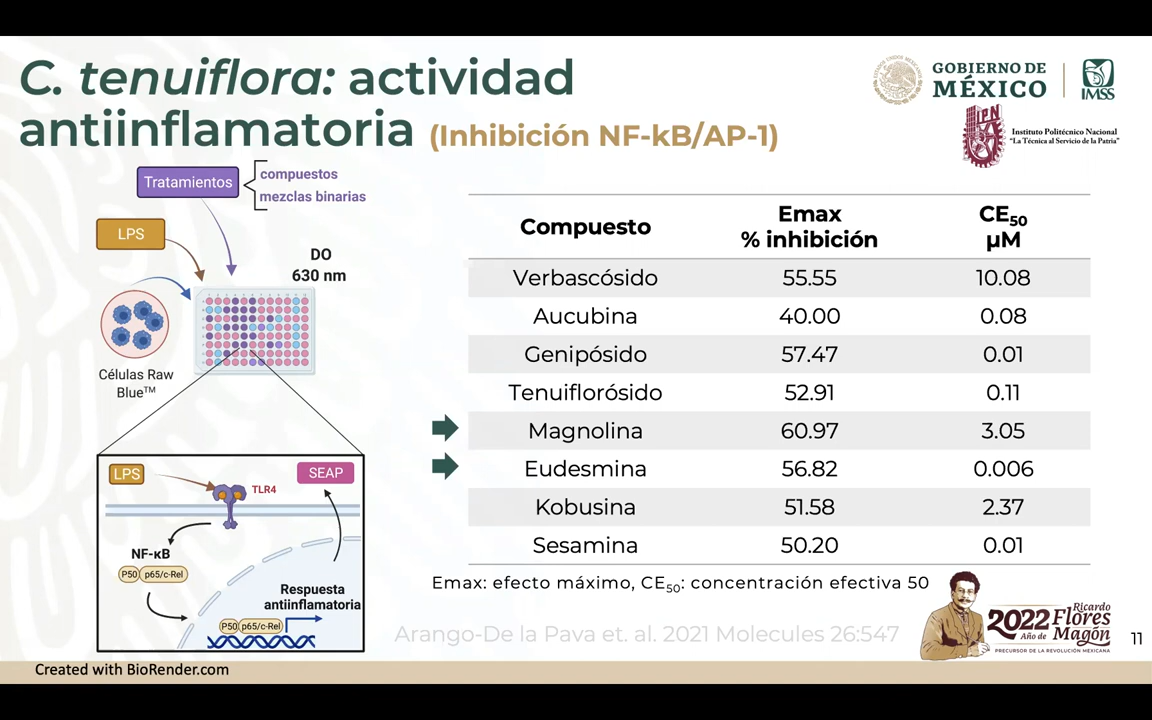 C. tenuiflora: actividad
antiinflamatoria (Inhibición NF-kB/AP-1)
GOBIERNO DE
MÉXICO
IMSS
IPN
Instituto Politécnico Nacional
"La Técnica al Servicio de la Patria"
Tratamientos
compuestos
mezclas binarias
LPS
DO
630 nm
Células Raw
Blue™
LPS
SEAP
TLR4
NF-κB
P50 p65/c-Rel
Respuesta
antiinflamatoria
P50 p65/c-Rel
Compuesto Emax % inhibición CE₅₀ µM
Verbascósido 55.55 10.08
Aucubina 40.00 0.08
Genipósido 57.47 0.01
Tenuiflorósido 52.91 0.11
Magnolina 60.97 3.05
Eudesmina 56.82 0.006
Kobusina 51.58 2.37
Sesamina 50.20 0.01
Emax: efecto máximo, CE₅₀: concentración efectiva 50
Arango-De la Pava et. al. 2021 Molecules 26:547
2022 Ricardo
Año de Flores
Magón
PRECURSOR DE LA REVOLUCIÓN MEXICANA
11
Created with BioRender.com